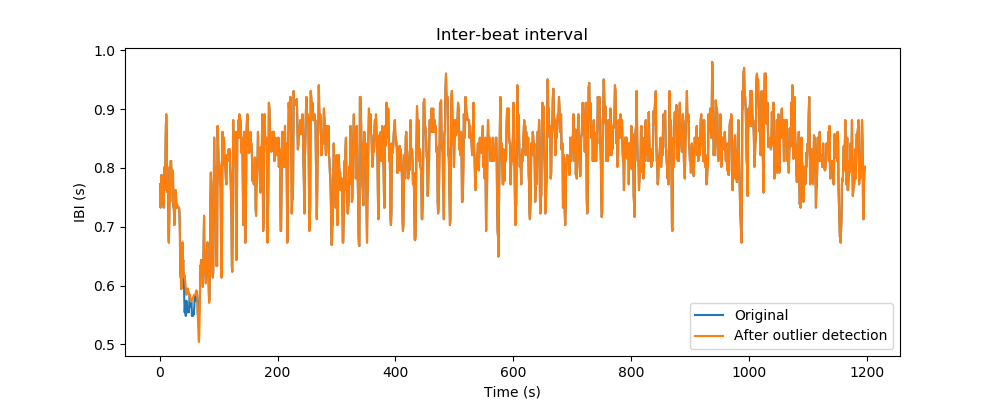 Inter-beat interval
1.0
0.9
0.8
0.7
0.6
0.5
IBI (s)
0 200 400 600 800 1000 1200
Time (s)
Original
After outlier detection